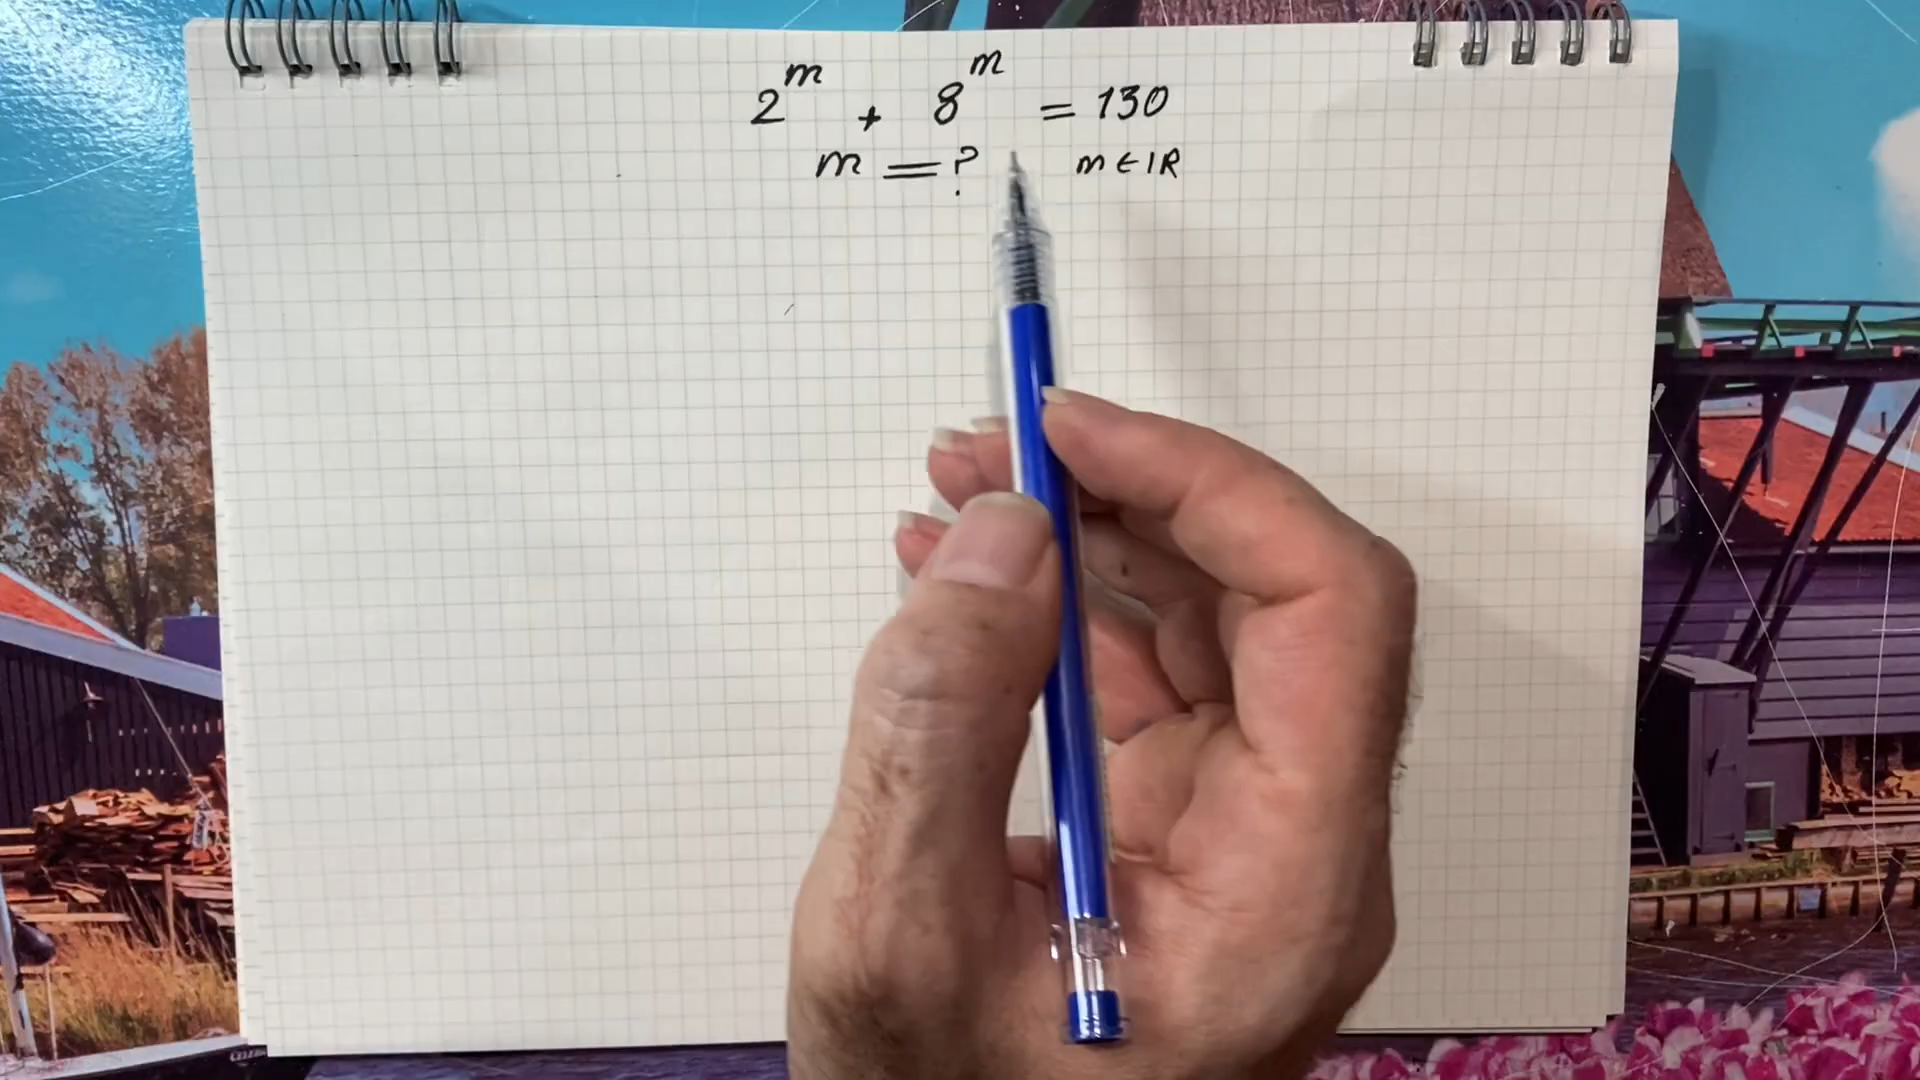 2^m + 8^m = 130
m = ? m ∈ IR